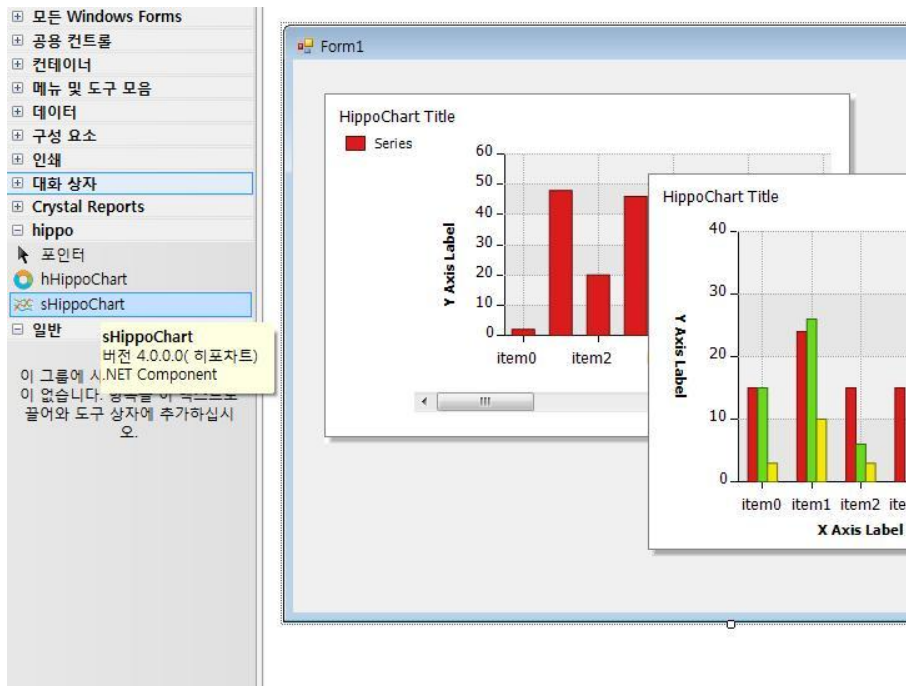 모든 Windows Forms
공용 컨트롤
컨테이너
메뉴 및 도구 모음
데이터
구성 요소
인쇄
대화 상자
Crystal Reports
hippo
포인터
hHippoChart
sHippoChart
일반
sHippoChart
버전 4.0.0.0( 히포차트)
.NET Component
이 그룹에 사
이 없습니다.
끌어와 도구 상자에 추가하십시
오.
Form1
HippoChart Title
Series
60
50
40
30
20
10
0
Y Axis Label
item0 item2
HippoChart Title
40
30
20
10
0
Y Axis Label
item0 item1 item2 ite
X Axis Label